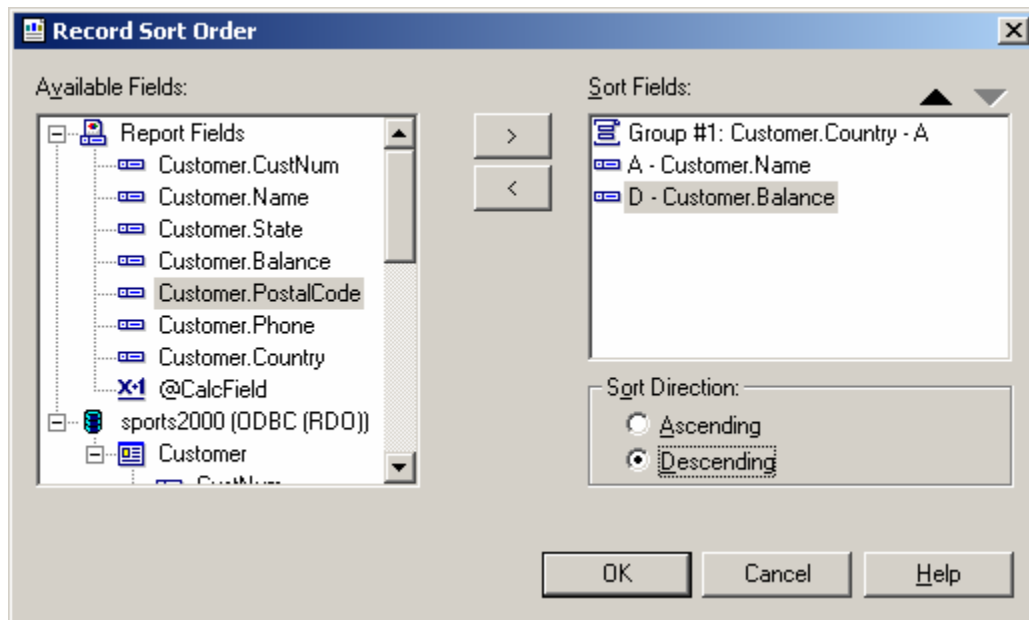 Record Sort Order
Available Fields:
Report Fields
Customer.CustNum
Customer.Name
Customer.State
Customer.Balance
Customer.PostalCode
Customer.Phone
Customer.Country
X+1 @CalcField
sports2000 (ODBC (RDO))
Customer
CustNum
>
<
Sort Fields:
Group #1: Customer.Country - A
A - Customer.Name
D - Customer.Balance
Sort Direction:
Ascending
Descending
OK
Cancel
Help